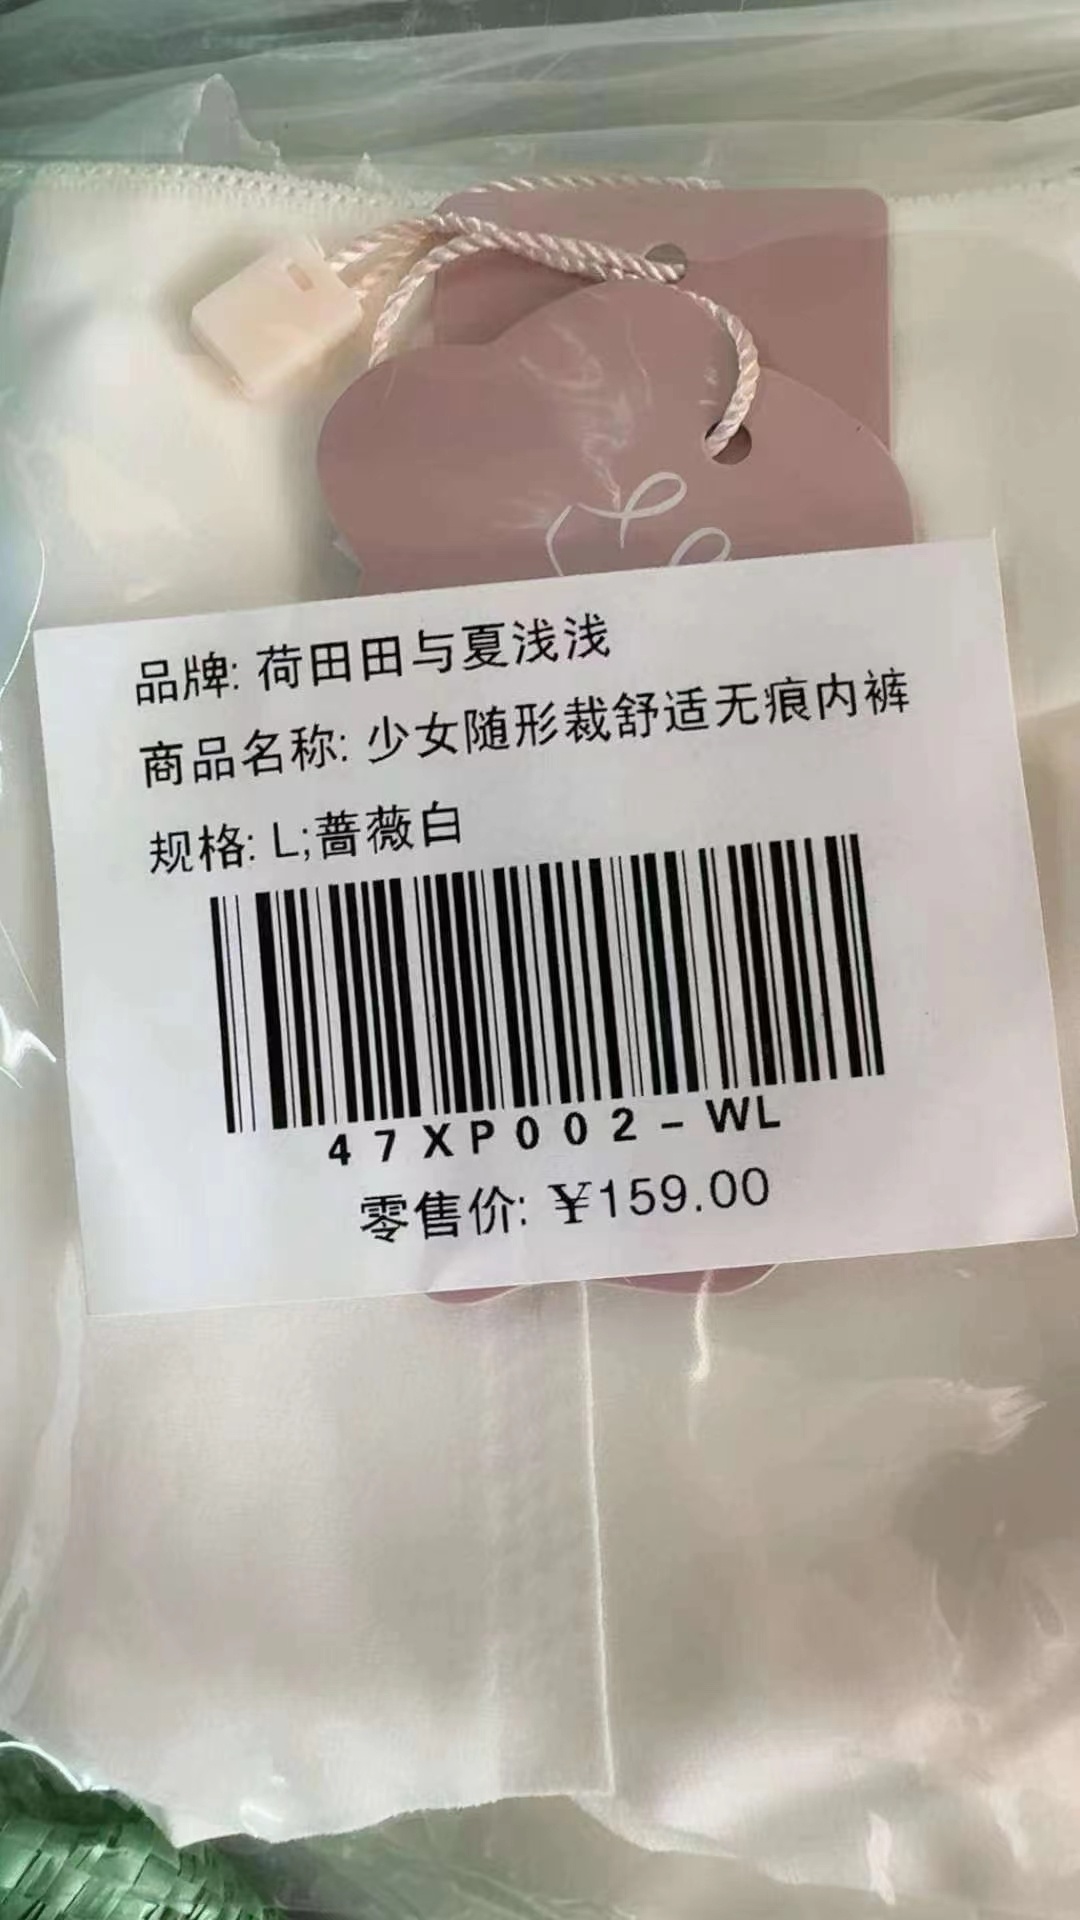 品牌: 荷田田与夏浅浅
商品名称: 少女随形裁舒适无痕内裤
规格: L;蔷薇白
47XP002-WL
零售价: ¥159.00